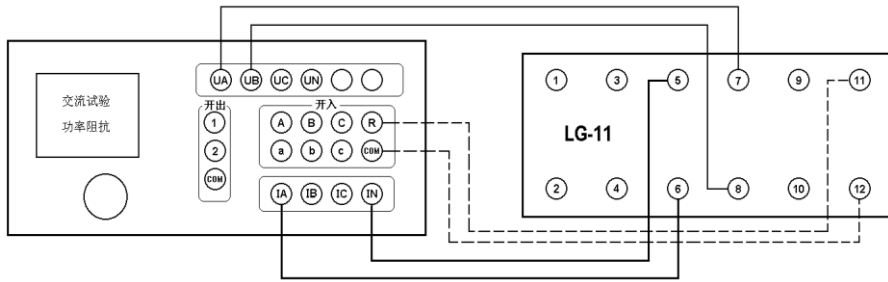 UA UB UC UN
1 3 5 7 9 11
交流试验
功率阻抗
开出 开入
1 A B C R
LG-11
2 a b c COM
COM
IA IB IC IN
2 4 6 8 10 12